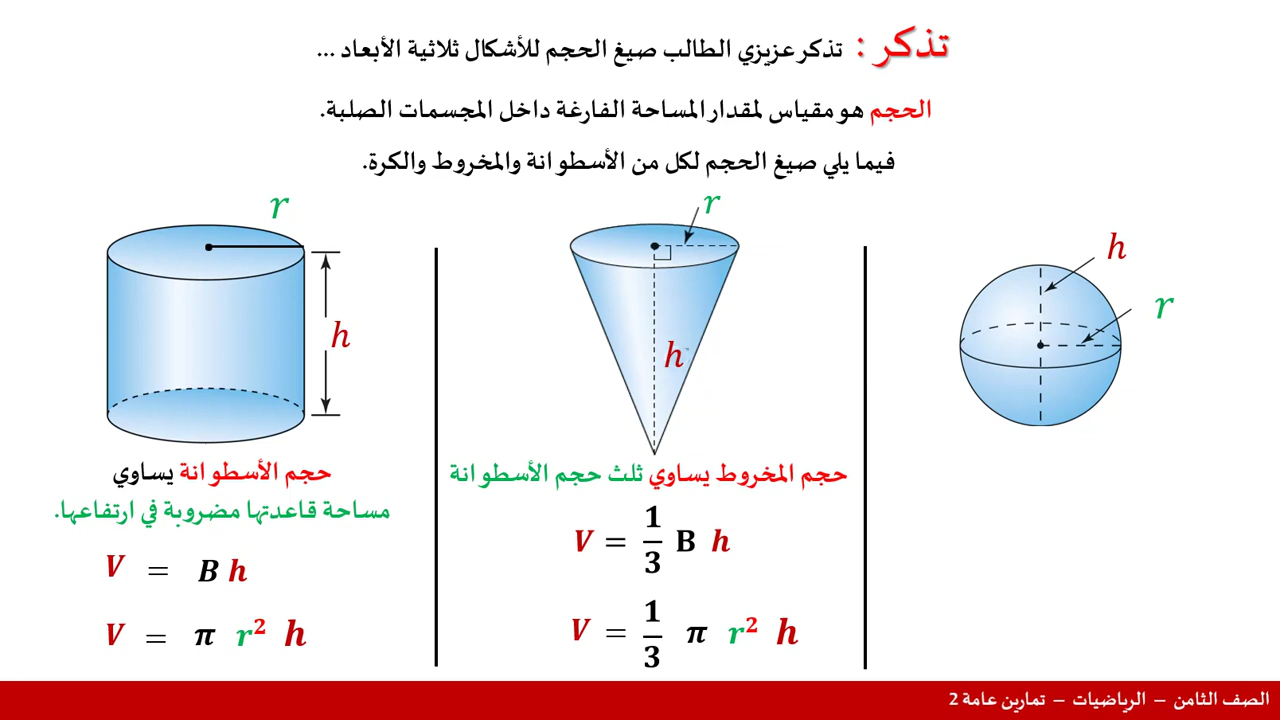 تذكر : تذكر عزيزي الطالب صيغ الحجم للأشكال ثلاثية الأبعاد ...
الحجم هو مقياس لمقدار المساحة الفارغة داخل المجسمات الصلبة.
فيما يلي صيغ الحجم لكل من الأسطوانة والمخروط والكرة.
r
h
حجم الأسطوانة يساوي
مساحة قاعدتها مضروبة في ارتفاعها.
V = B h
V = π r² h
r
h
حجم المخروط يساوي ثلث حجم الأسطوانة
V = 1/3 B h
V = 1/3 π r² h
h
r
الصف الثامن – الرياضيات – تمارين عامة 2